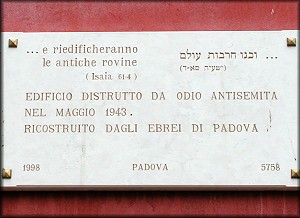 ... e riedificheranno
le antiche rovine
( Isaia 61-4 )
... ובנו חרבות עולם
(ישעיה סא-ד)
EDIFICIO DISTRUTTO DA ODIO ANTISEMITA
NEL MAGGIO 1943.
RICOSTRUITO DAGLI EBREI DI PADOVA
1998 PADOVA 5758